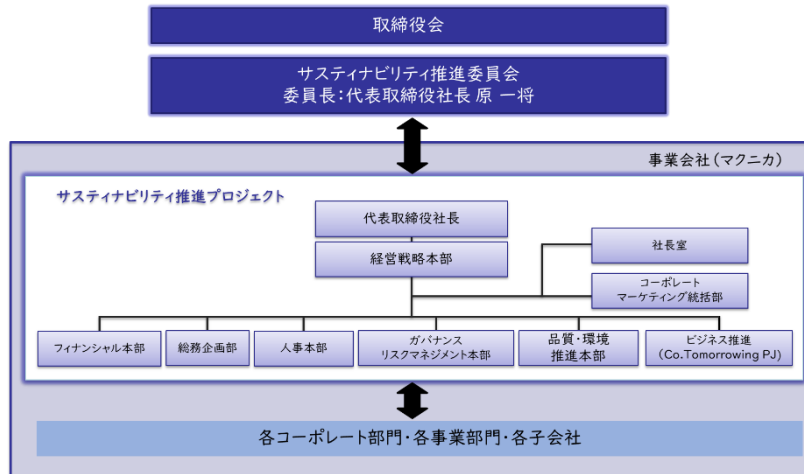 取締役会
サスティナビリティ推進委員会
委員長：代表取締役社長 原 一将
事業会社（マクニカ）
サスティナビリティ推進プロジェクト
代表取締役社長
経営戦略本部
社長室
コーポレート
マーケティング統括部
フィナンシャル本部
総務企画部
人事本部
ガバナンス
リスクマネジメント本部
品質・環境
推進本部
ビジネス推進
(Co.Tomorrowing PJ)
各コーポレート部門・各事業部門・各子会社